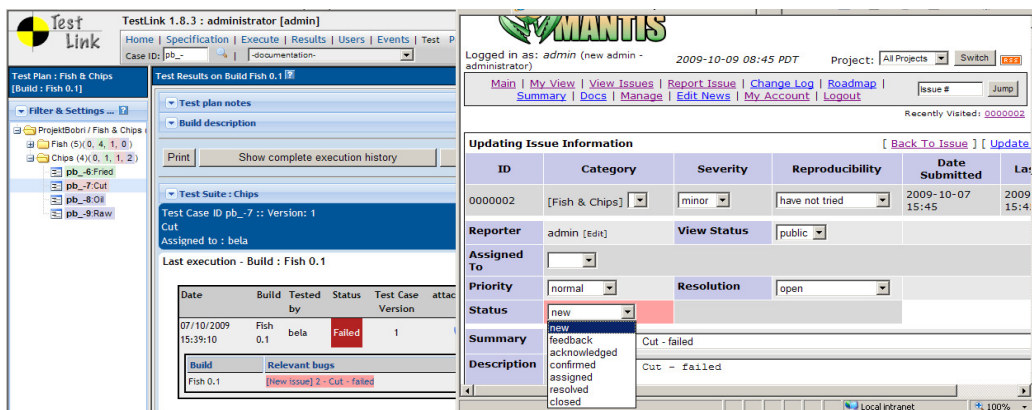 Test
Link
TestLink 1.8.3 : administrator [admin]
Home | Specification | Execute | Results | Users | Events | Test P
Case ID: pb_- -documentation-
Test Plan : Fish & Chips
[Build : Fish 0.1]
Filter & Settings ... ?
ProjektBobri / Fish & Chips
Fish (5)(0, 4, 1, 0)
Chips (4)(0, 1, 1, 2)
pb_-6:Fried
pb_-7:Cut
pb_-8:Oil
pb_-9:Raw
Test Results on Build Fish 0.1 ?
Test plan notes
Build description
Print Show complete execution history
Test Suite : Chips
Test Case ID pb_-7 :: Version: 1
Cut
Assigned to : bela
Last execution - Build : Fish 0.1
Date Build Tested by Status Test Case Version attac
07/10/2009 15:39:10 Fish 0.1 bela Failed 1
Build Relevant bugs
Fish 0.1 [New issue] 2 - Cut - failed
MANTIS
Logged in as: admin (new admin - administrator)
2009-10-09 08:45 PDT
Project: All Projects Switch RSS
Main | My View | View Issues | Report Issue | Change Log | Roadmap |
Summary | Docs | Manage | Edit News | My Account | Logout
Issue # Jump
Recently Visited: 0000002
Updating Issue Information [ Back To Issue ] [ Update
ID Category Severity Reproducibility Date Submitted Las
0000002 [Fish & Chips] minor have not tried 2009-10-07 15:45 2009 15:4
Reporter admin [Edit] View Status public
Assigned To
Priority normal Resolution open
Status new
new
feedback
acknowledged
confirmed
assigned
resolved
closed
Summary Cut - failed
Description Cut - failed
Local intranet 100%